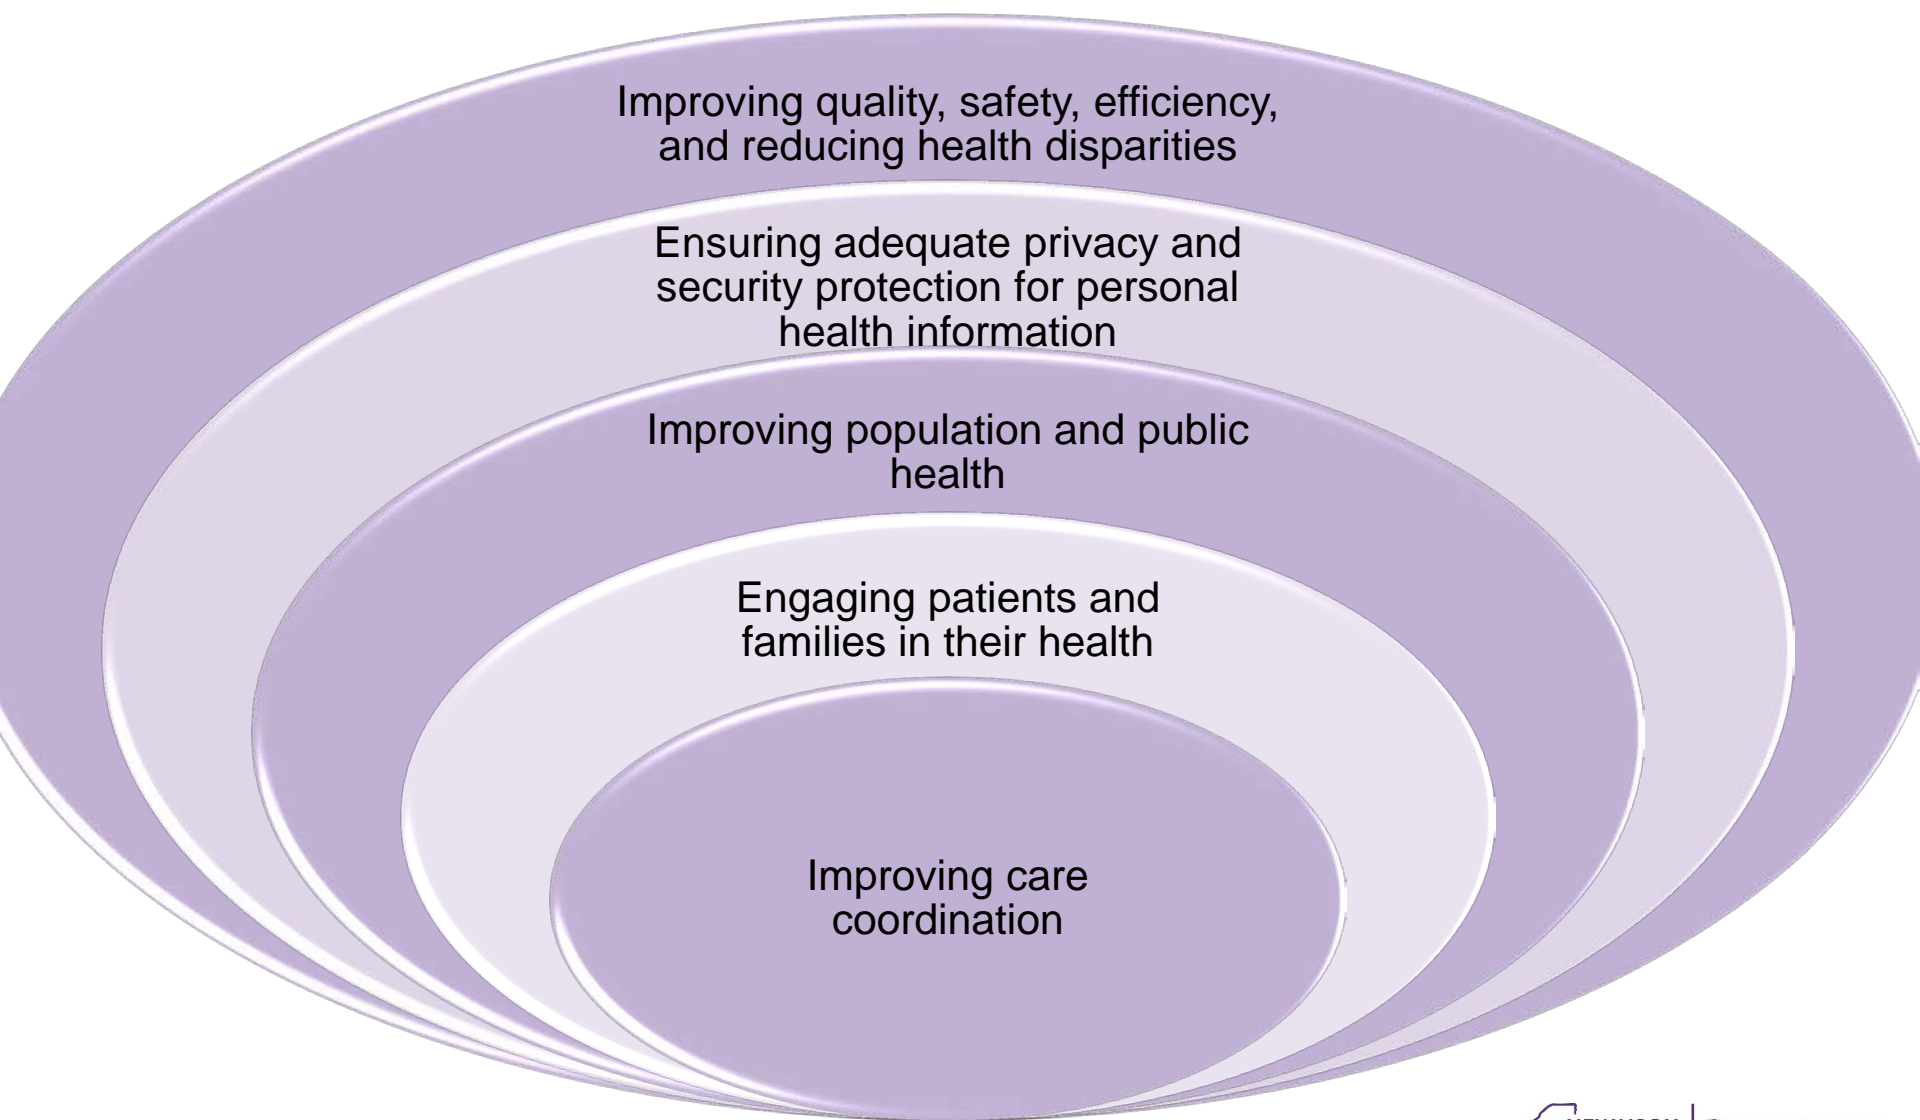 Improving quality, safety, efficiency,
and reducing health disparities
Ensuring adequate privacy and
security protection for personal
health information
Improving population and public
health
Engaging patients and
families in their health
Improving care
coordination